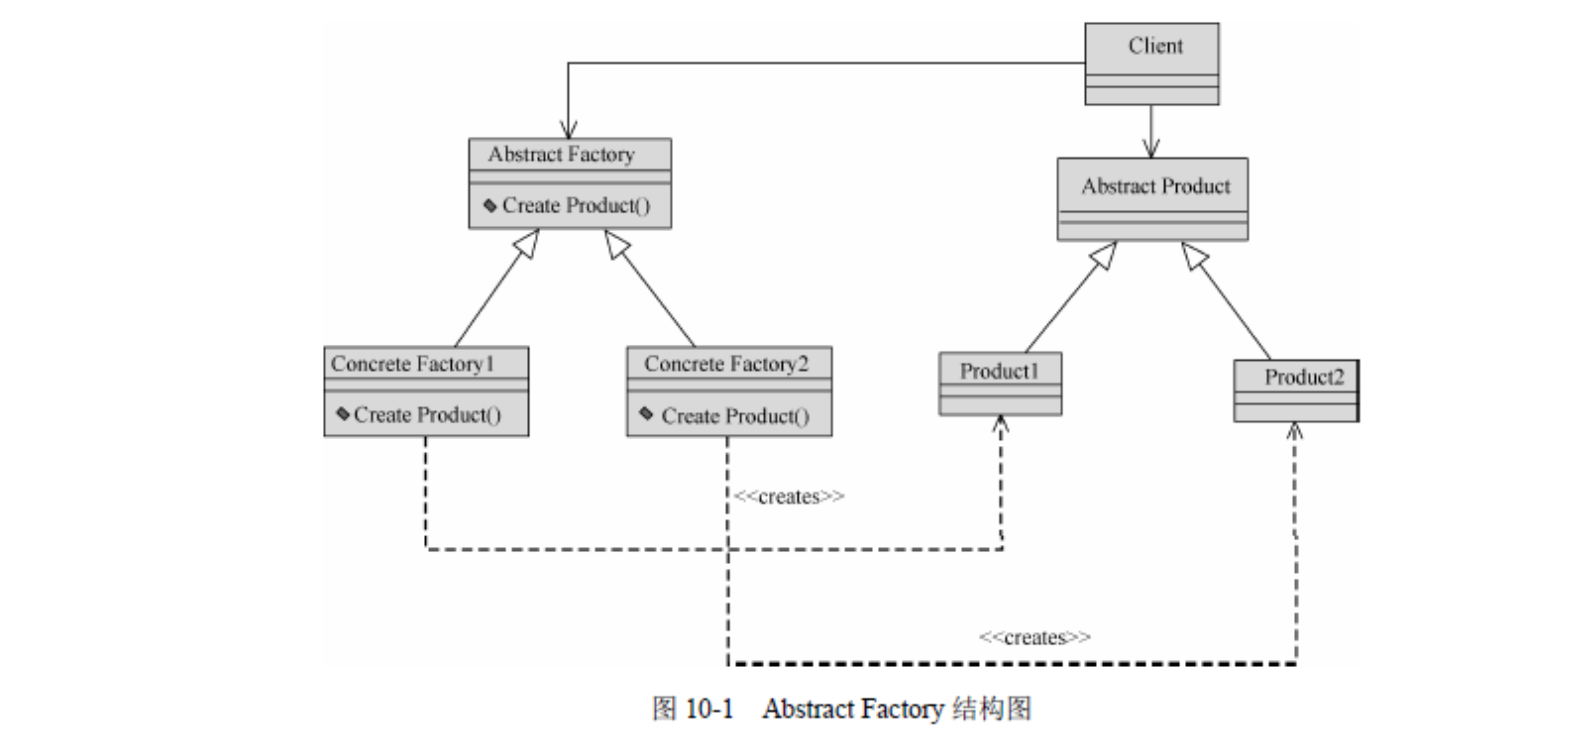 Client
Abstract Factory
Create Product()
Abstract Product
Concrete Factory1
Create Product()
Concrete Factory2
Create Product()
Product1
Product2
<<creates>>
<<creates>>
图 10-1 Abstract Factory 结构图